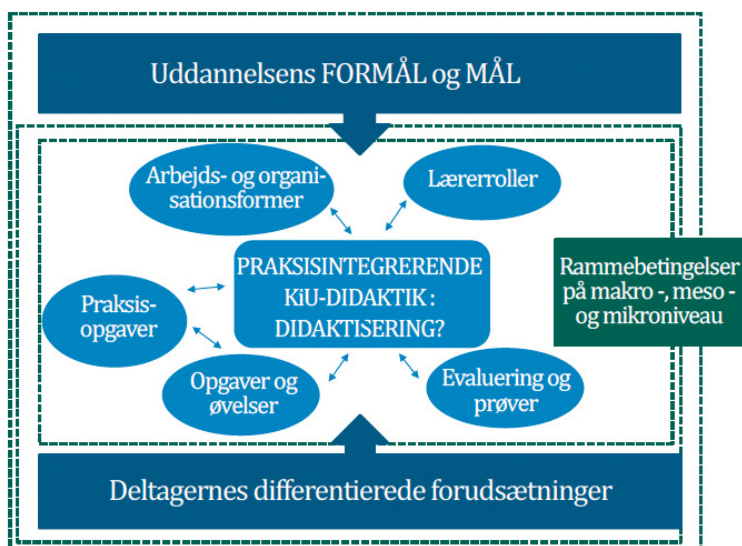 Uddannelsens FORMÅL og MÅL
Arbejds- og organi-
sationsformer
Lærerroller
PRAKSISINTEGRERENDE
KiU-DIDAKTIK :
DIDAKTISERING?
Rammebetingelser
på makro -, meso -
og mikroniveau
Praksis-
opgaver
Opgaver og
øvelser
Evaluering og
prøver
Deltagernes differentierede forudsætninger